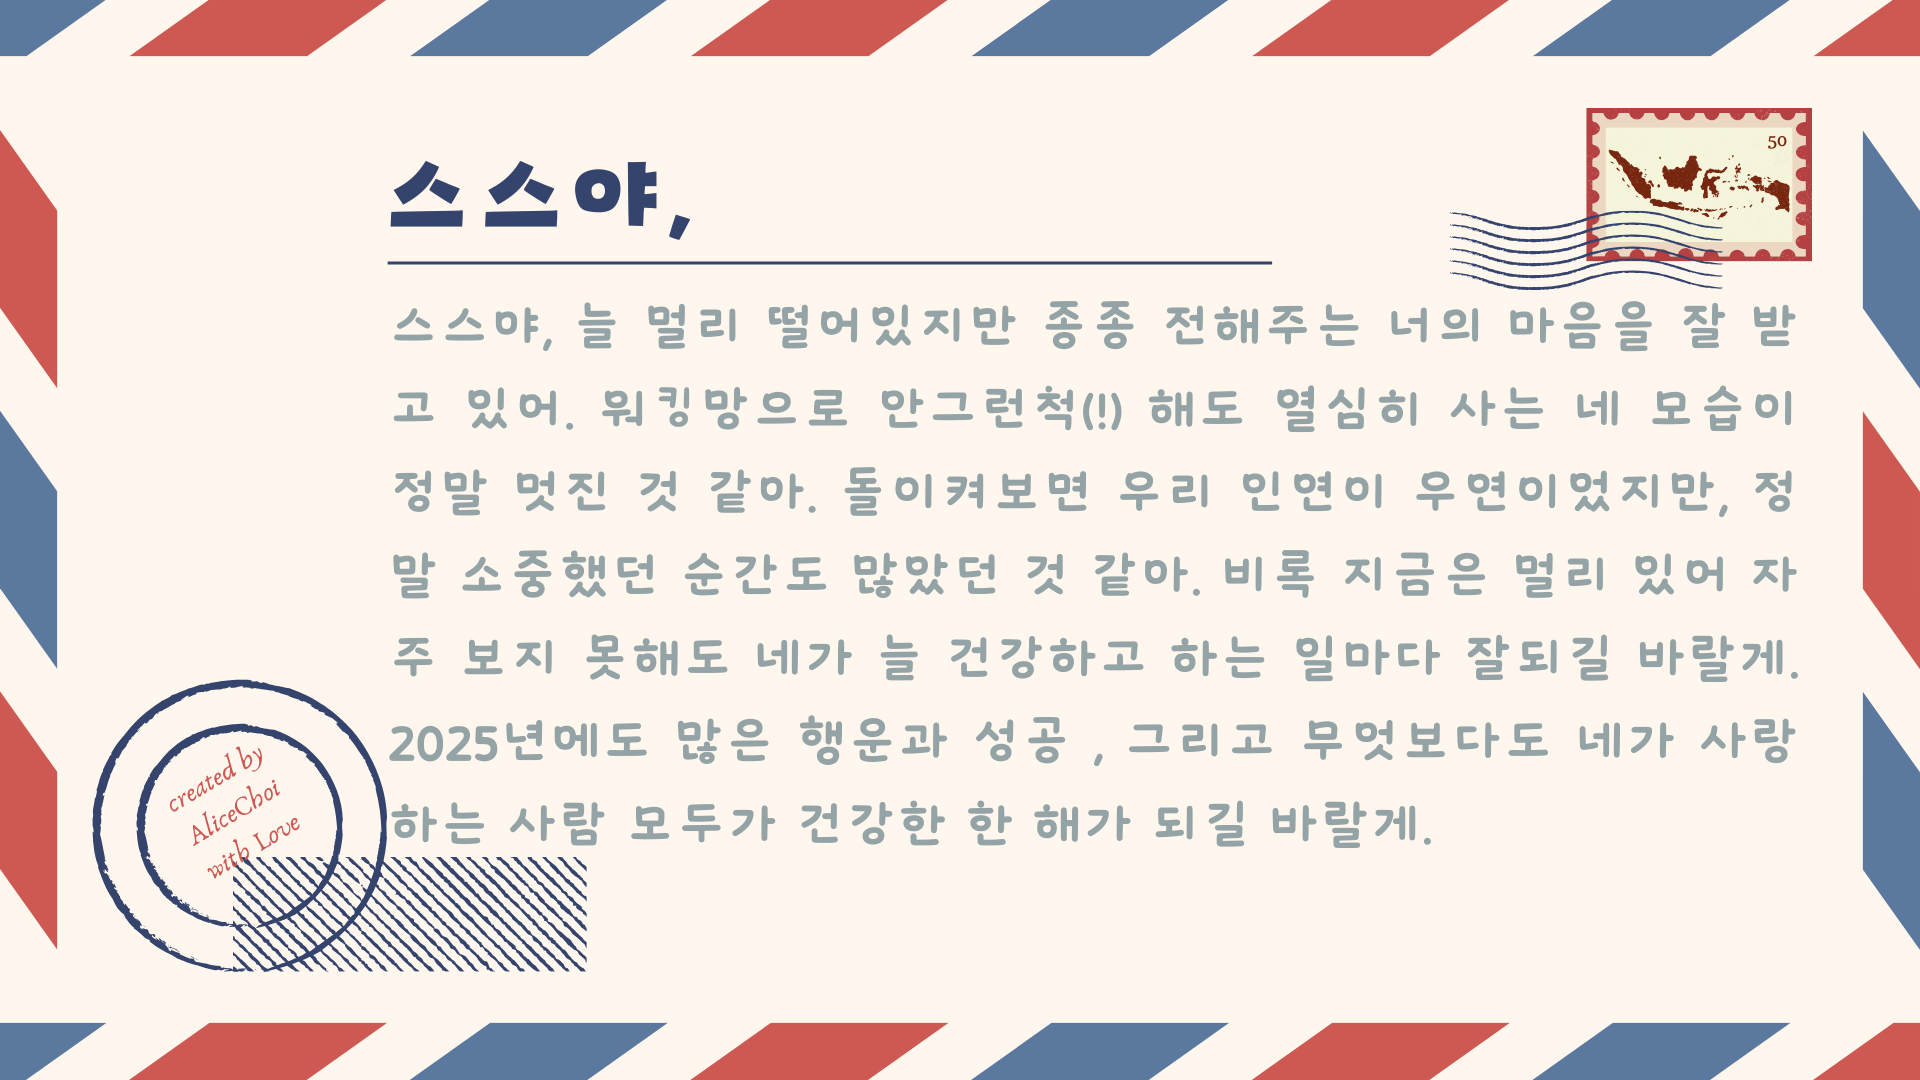 50
스스야,
스스야, 늘 멀리 떨어있지만 종종 전해주는 너의 마음을 잘 받
고 있어. 워킹망으로 안그런척(!) 해도 열심히 사는 네 모습이
정말 멋진 것 같아. 돌이켜보면 우리 인연이 우연이었지만, 정
말 소중했던 순간도 많았던 것 같아. 비록 지금은 멀리 있어 자
주 보지 못해도 네가 늘 건강하고 하는 일마다 잘되길 바랄게.
2025년에도 많은 행운과 성공 , 그리고 무엇보다도 네가 사랑
하는 사람 모두가 건강한 한 해가 되길 바랄게.
created by
AliceChoi
with Love